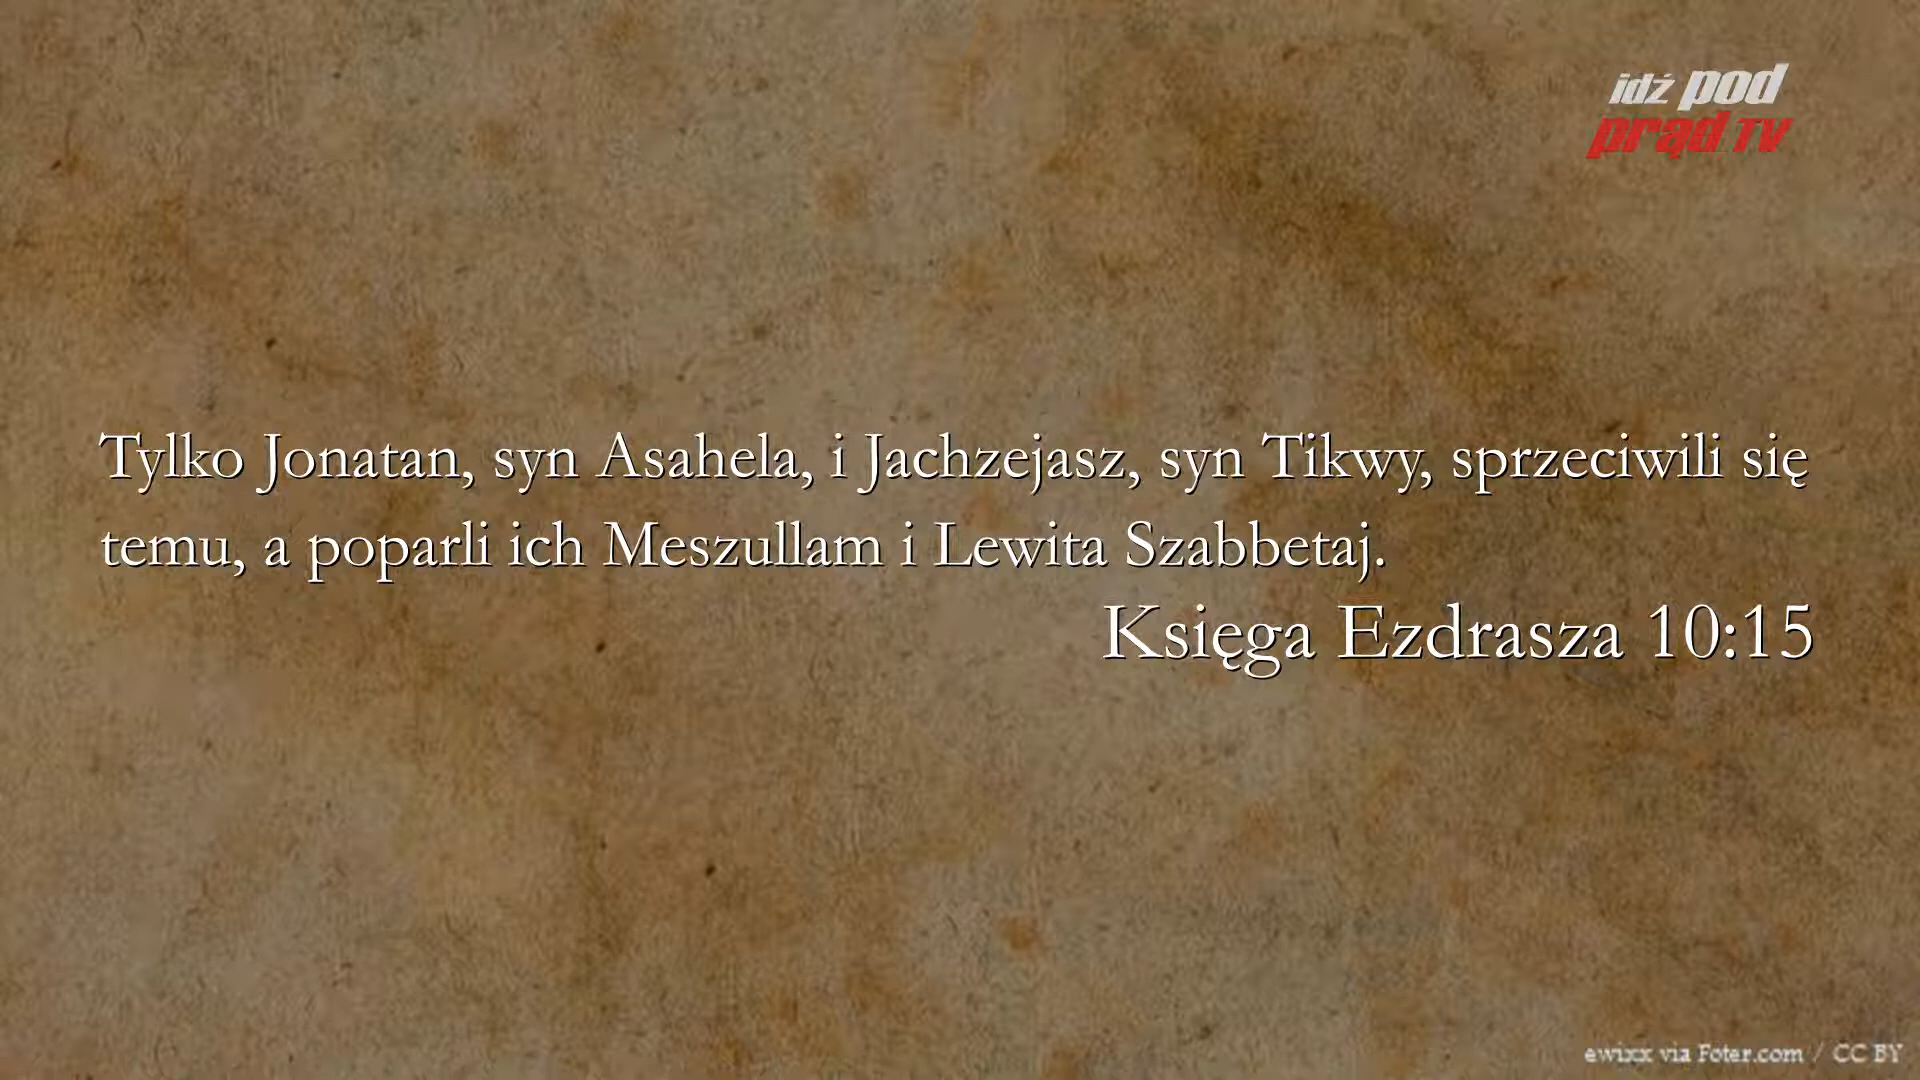 idź pod
prąd TV
Tylko Jonatan, syn Asahela, i Jachzejasz, syn Tikwy, sprzeciwili się
temu, a poparli ich Meszullam i Lewita Szabbetaj.
Księga Ezdrasza 10:15
ewixx via Foter.com / CC BY